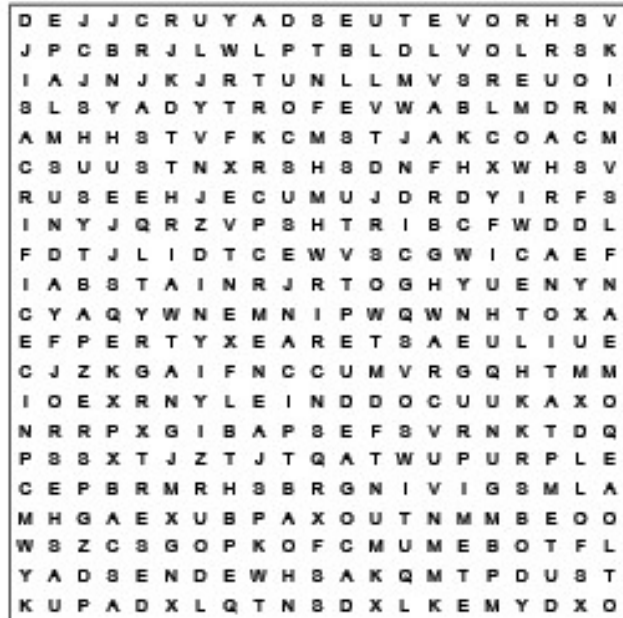 D E J J C R U Y A D S E U T E V O R H S V
J P C B R J L W L P T B L D L V O L R S K
I A J N J K J R T U N L L M V S R E U O I
S L S Y A D Y T R O F E V W A B L M D R N
A M H H S T V F K C M S T J A K C O A C M
C S U U S T N X R S H S D N F H X W H S V
R U S E E H J E C U M U J D R D Y I R F S
I N Y J Q R Z V P S H T R I B C F W D D L
F D T J L I D T C E W V S C G W I C A E F
I A B S T A I N R J R T O G H Y U E N Y N
C Y A Q Y W N E M N I P W Q W N H T O X A
E F P E R T Y X E A R E T S A E U L I U E
C J Z K G A I F N C C U M V R G Q H T M M
I O E X R N Y L E I N D D O C U U K A X O
N R R P X G I B A P S E F S V R N K T D Q
P S S X T J Z T J T Q A T W U P U R P L E
C E P B R M R H S B R G N I V I G S M L A
M H G A E X U B P A X O U T N M M B E O O
W S Z C S G O P K O F C M U M E B O T F L
Y A D S E N D E W H S A K Q M T P D U S T
K U P A D X L Q T N S D X L K E M Y D X O